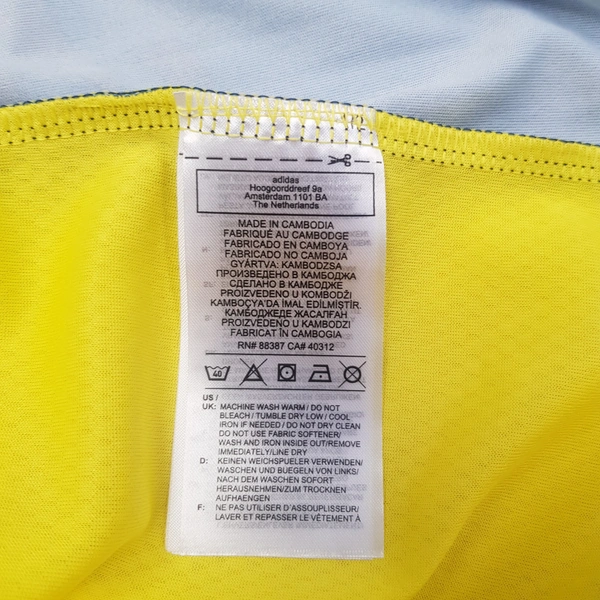 adidas
Hoogoorddreef 9a
Amsterdam 1101 BA
The Netherlands
MADE IN CAMBODIA
FABRIQUÉ AU CAMBODGE
FABRICADO EN CAMBOYA
FABRICADO NO CAMBOJA
GYÁRTVA: KAMBODZSA
ПРОИЗВЕДЕНО В КАМБОДЖА
СДЕЛАНО В КАМБОДЖЕ
PROIZVEDENO U KOMBODŽI
KAMBOÇYA'DA İMAL EDİLMİŞTİR.
КАМБОДЖЕДЕ ЖАСАЛҒАН
PROIZVEDENO U KAMBODZI
FABRICAT ÎN CAMBOGIA
RN# 88387 CA# 40312
40
US /
UK: MACHINE WASH WARM / DO NOT
BLEACH / TUMBLE DRY LOW / COOL
IRON IF NEEDED / DO NOT DRY CLEAN
DO NOT USE FABRIC SOFTENER/
WASH AND IRON INSIDE OUT/REMOVE
IMMEDIATELY/LINE DRY
D: KEINEN WEICHSPUELER VERWENDEN/
WASCHEN UND BUEGELN VON LINKS/
NACH DEM WASCHEN SOFORT
HERAUSNEHMEN/ZUM TROCKNEN
AUFHAENGEN
F: NE PAS UTILISER D'ASSOUPLISSEUR/
LAVER ET REPASSER LE VÊTEMENT À